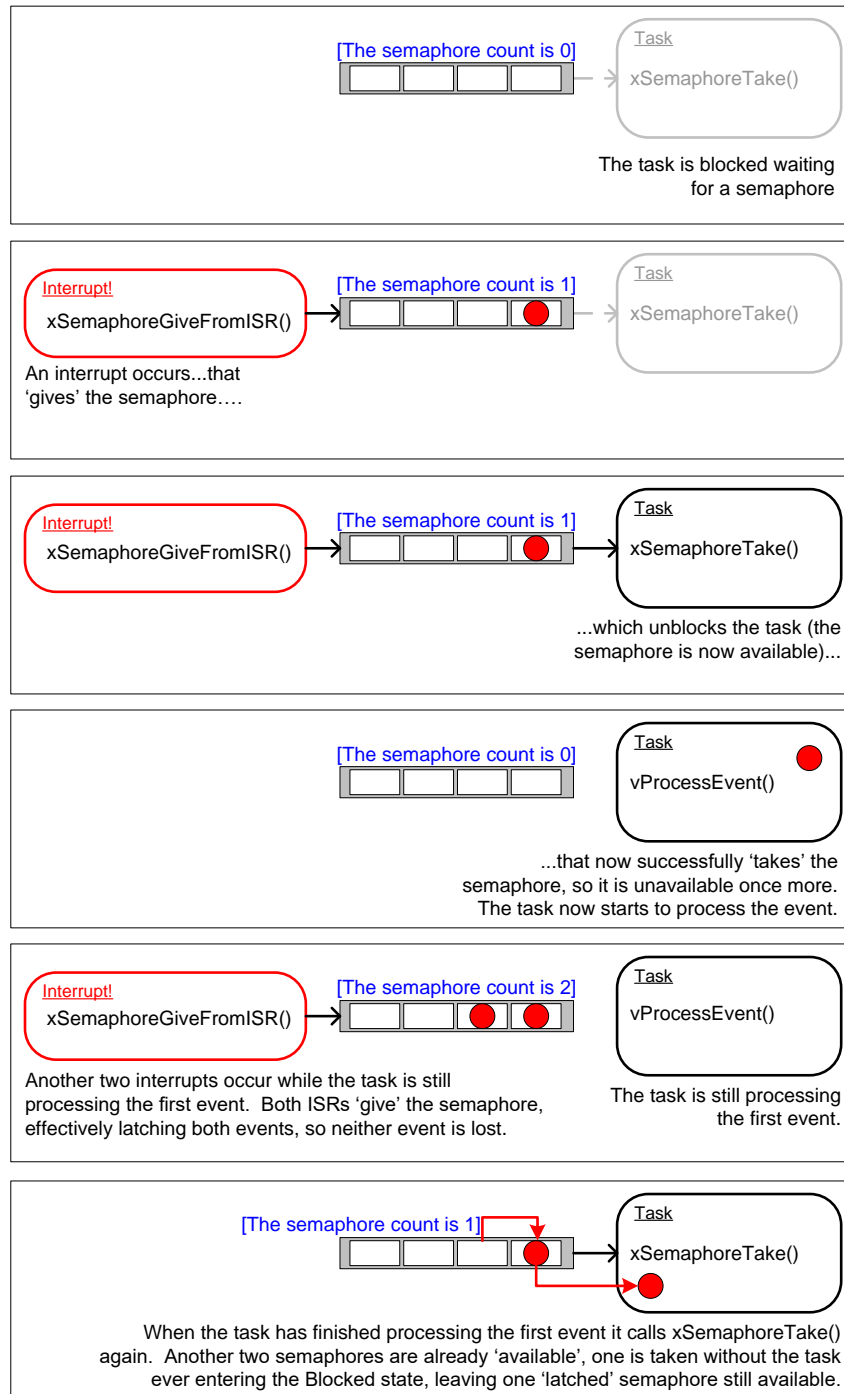 [The semaphore count is 0]
Task
xSemaphoreTake()
The task is blocked waiting
for a semaphore
Interrupt!
xSemaphoreGiveFromISR()
[The semaphore count is 1]
Task
xSemaphoreTake()
An interrupt occurs...that
‘gives’ the semaphore….
Interrupt!
xSemaphoreGiveFromISR()
[The semaphore count is 1]
Task
xSemaphoreTake()
...which unblocks the task (the
semaphore is now available)...
[The semaphore count is 0]
Task
vProcessEvent()
...that now successfully ‘takes’ the
semaphore, so it is unavailable once more.
The task now starts to process the event.
Interrupt!
xSemaphoreGiveFromISR()
[The semaphore count is 2]
Task
vProcessEvent()
Another two interrupts occur while the task is still
processing the first event.  Both ISRs ‘give’ the semaphore,
effectively latching both events, so neither event is lost.
The task is still processing
the first event.
[The semaphore count is 1]
Task
xSemaphoreTake()
When the task has finished processing the first event it calls xSemaphoreTake()
again.  Another two semaphores are already ‘available’, one is taken without the task
ever entering the Blocked state, leaving one ‘latched’ semaphore still available.